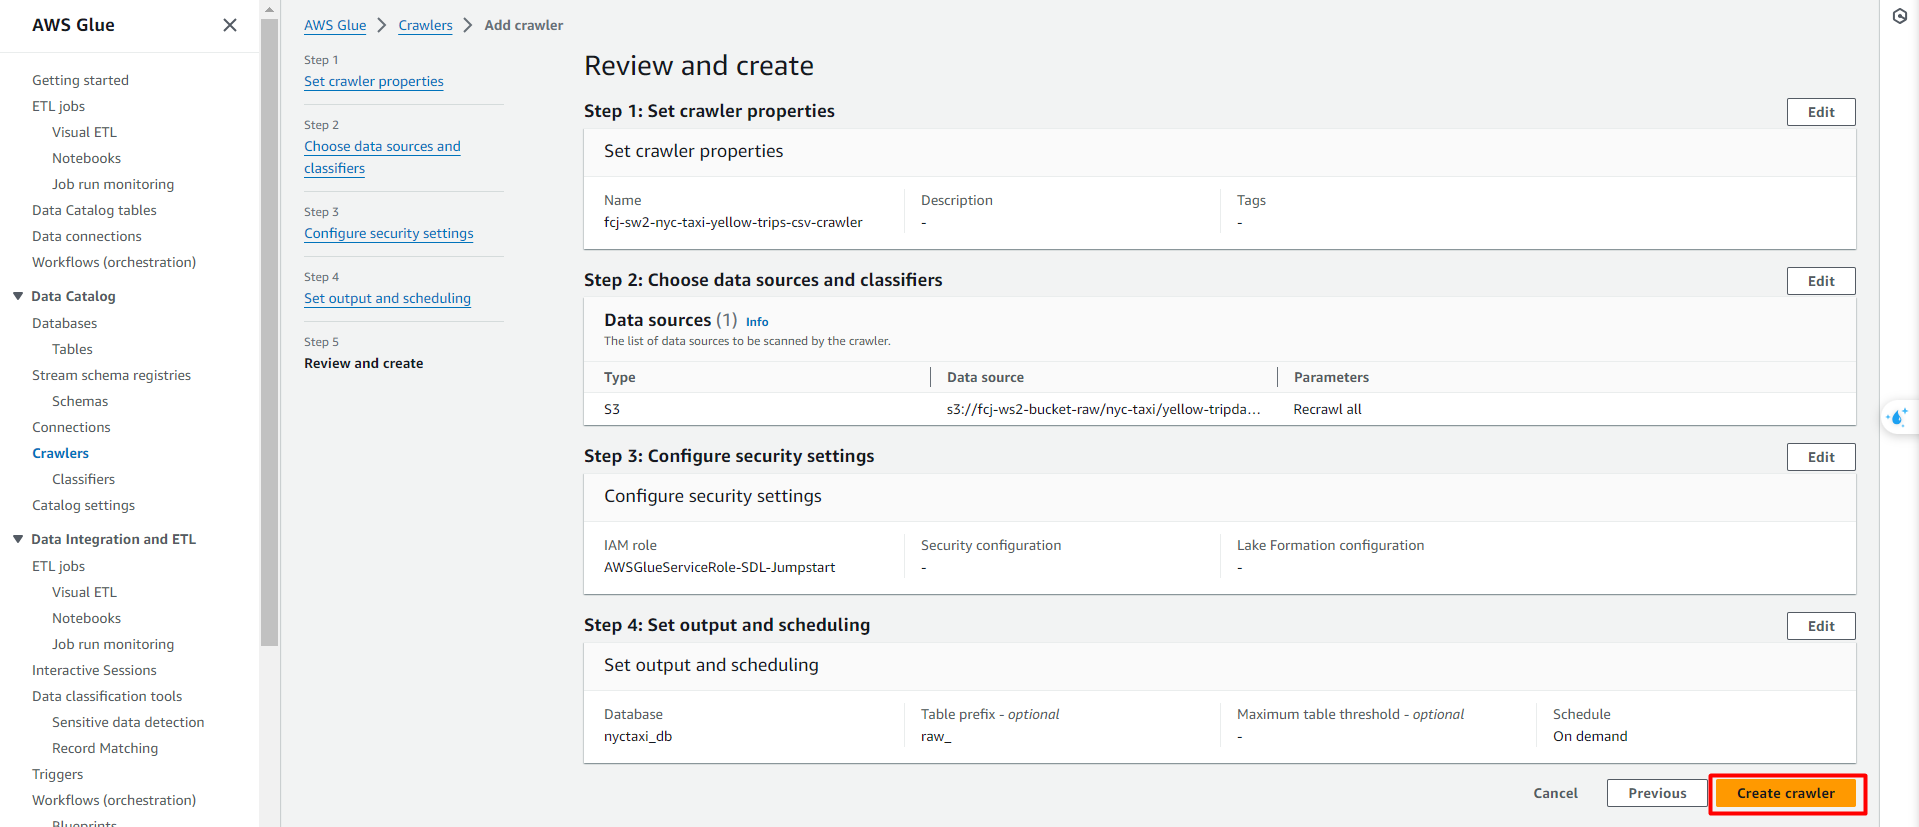 AWS Glue
Getting started
ETL jobs
Visual ETL
Notebooks
Job run monitoring
Data Catalog tables
Data connections
Workflows (orchestration)
Data Catalog
Databases
Tables
Stream schema registries
Schemas
Connections
Crawlers
Classifiers
Catalog settings
Data Integration and ETL
ETL jobs
Visual ETL
Notebooks
Job run monitoring
Interactive Sessions
Data classification tools
Sensitive data detection
Record Matching
Triggers
Workflows (orchestration)
Blueprints
AWS Glue > Crawlers > Add crawler
Step 1
Set crawler properties
Step 2
Choose data sources and
classifiers
Step 3
Configure security settings
Step 4
Set output and scheduling
Step 5
Review and create
Review and create
Step 1: Set crawler properties
Edit
Set crawler properties
Name Description Tags
fcj-sw2-nyc-taxi-yellow-trips-csv-crawler - -
Step 2: Choose data sources and classifiers
Edit
Data sources (1) Info
The list of data sources to be scanned by the crawler.
Type Data source Parameters
S3 s3://fcj-ws2-bucket-raw/nyc-taxi/yellow-tripda... Recrawl all
Step 3: Configure security settings
Edit
Configure security settings
IAM role Security configuration Lake Formation configuration
AWSGlueServiceRole-SDL-Jumpstart - -
Step 4: Set output and scheduling
Edit
Set output and scheduling
Database Table prefix - optional Maximum table threshold - optional Schedule
nyctaxi_db raw_ - On demand
Cancel Previous Create crawler